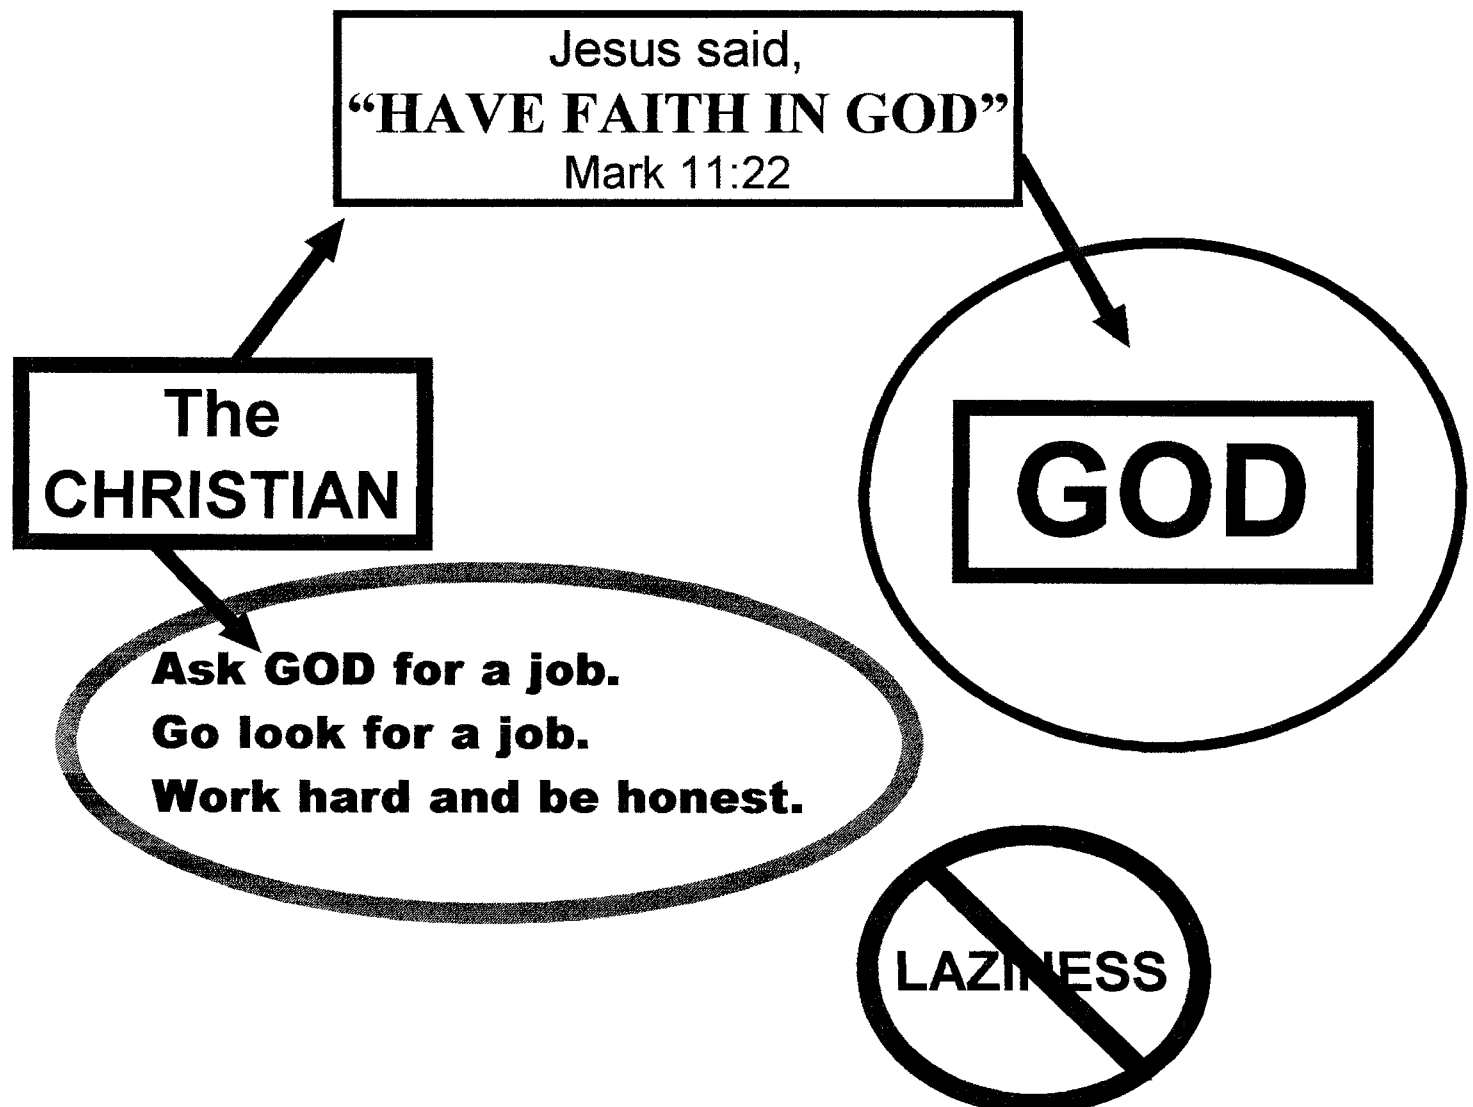 Jesus said,
“HAVE FAITH IN GOD”
Mark 11:22
The
CHRISTIAN
GOD
Ask GOD for a job.
Go look for a job.
Work hard and be honest.
LAZINESS